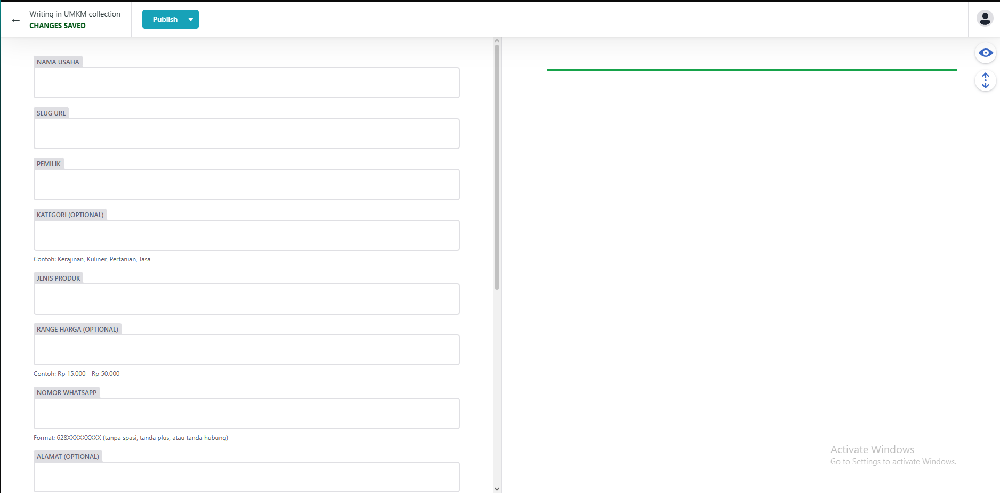 Writing in UMKM collection
CHANGES SAVED
Publish
NAMA USAHA
SLUG URL
PEMILIK
KATEGORI (OPTIONAL)
Contoh: Kerajinan, Kuliner, Pertanian, Jasa
JENIS PRODUK
RANGE HARGA (OPTIONAL)
Contoh: Rp 15.000 - Rp 50.000
NOMOR WHATSAPP
Format: 628XXXXXXXXX (tanpa spasi, tanda plus, atau tanda hubung)
ALAMAT (OPTIONAL)
Activate Windows
Go to Settings to activate Windows.